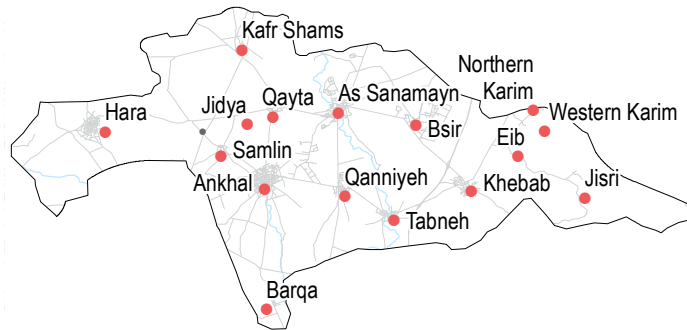 Kafr Shams
Northern
Karim
Hara
Jidya
Qayta
As Sanamayn
Western Karim
Bsir
Eib
Samlin
Ankhal
Qanniyeh
Khebab
Jisri
Tabneh
Barqa